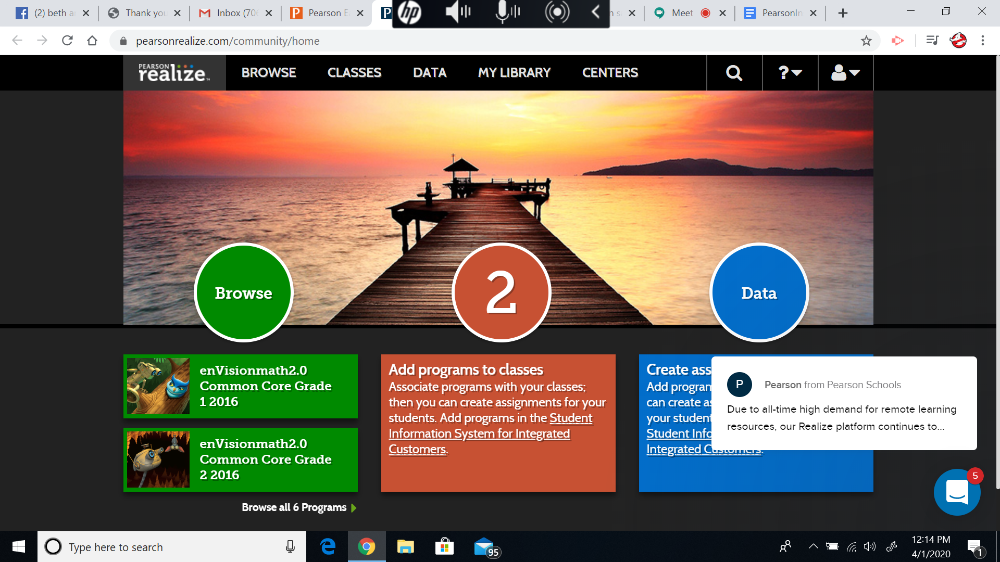 (2) beth a
Thank you
Inbox (706
Pearson E
Meet
PearsonIn
pearsonrealize.com/community/home
PEARSON
realize
BROWSE
CLASSES
DATA
MY LIBRARY
CENTERS
?
Browse
2
Data
enVisionmath2.0
Common Core Grade
1 2016
enVisionmath2.0
Common Core Grade
2 2016
Browse all 6 Programs
Add programs to classes
Associate programs with your classes;
then you can create assignments for your
students. Add programs in the Student
Information System for Integrated
Customers.
Create ass
Add program
can create as
your student
Student Info
Integrated Customers.
P
Pearson from Pearson Schools
Due to all-time high demand for remote learning
resources, our Realize platform continues to...
5
Type here to search
95
12:14 PM
4/1/2020
1
hp